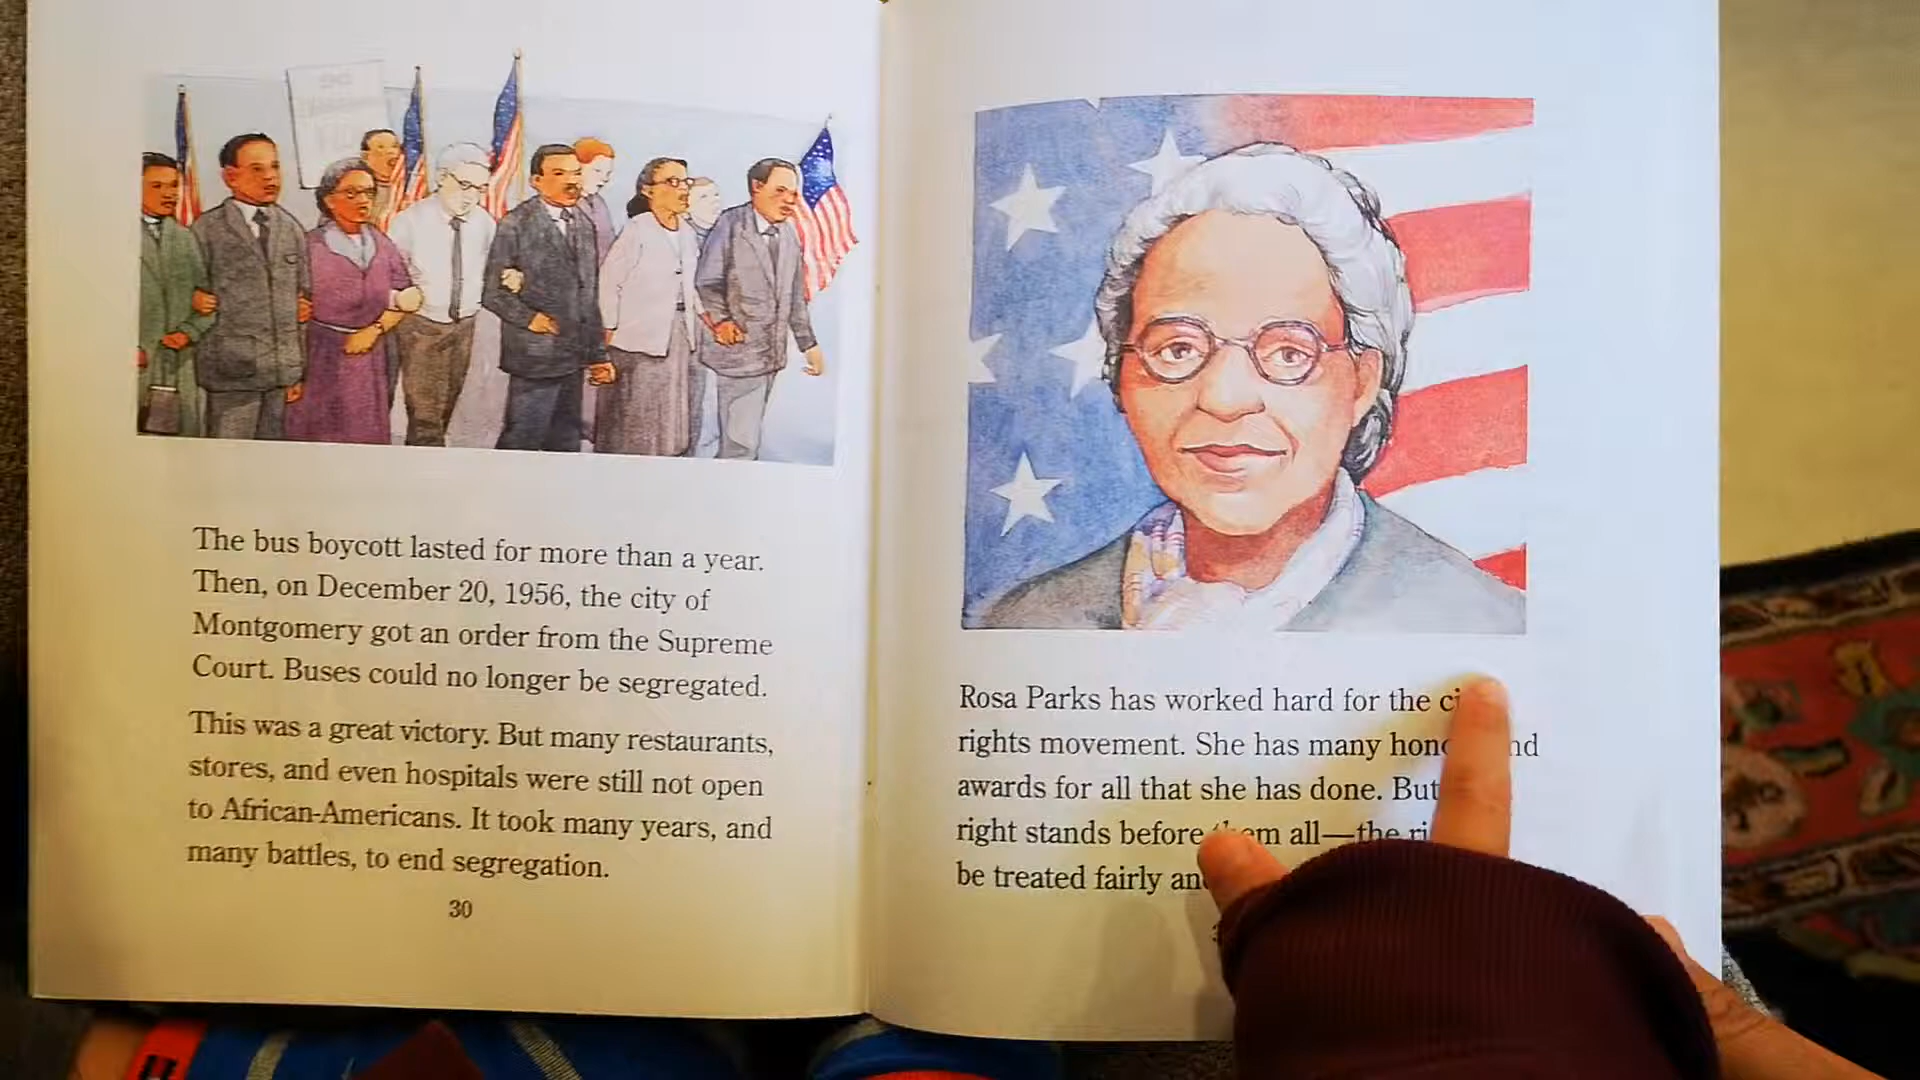 The bus boycott lasted for more than a year.
Then, on December 20, 1956, the city of
Montgomery got an order from the Supreme
Court. Buses could no longer be segregated.
This was a great victory. But many restaurants,
stores, and even hospitals were still not open
to African-Americans. It took many years, and
many battles, to end segregation.
30
Rosa Parks has worked hard for the
rights movement. She has many
awards for all that she has done. But
right stands before all—the
be treated fairly